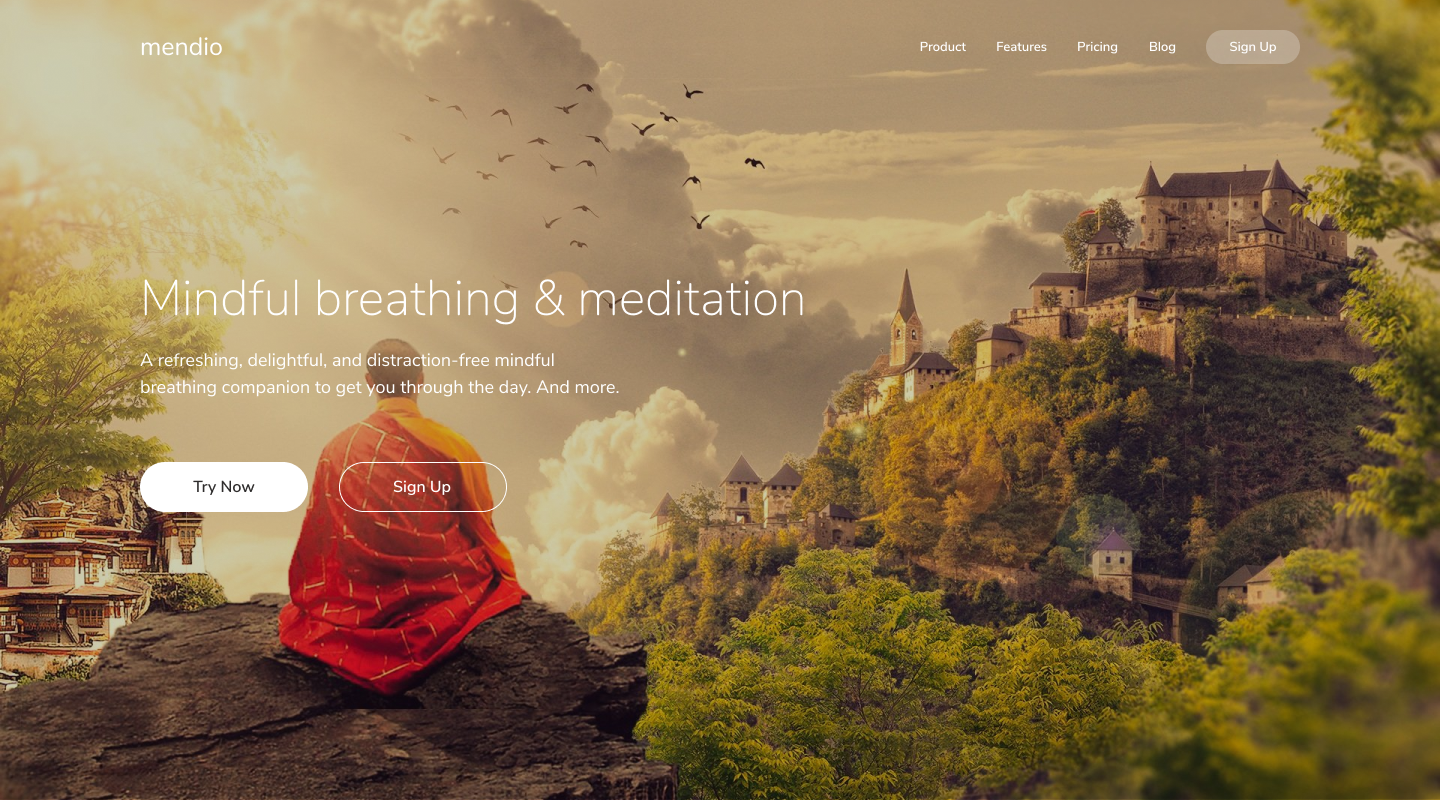 mendio
Product Features Pricing Blog Sign Up
Mindful breathing & meditation
A refreshing, delightful, and distraction-free mindful
breathing companion to get you through the day. And more.
Try Now Sign Up